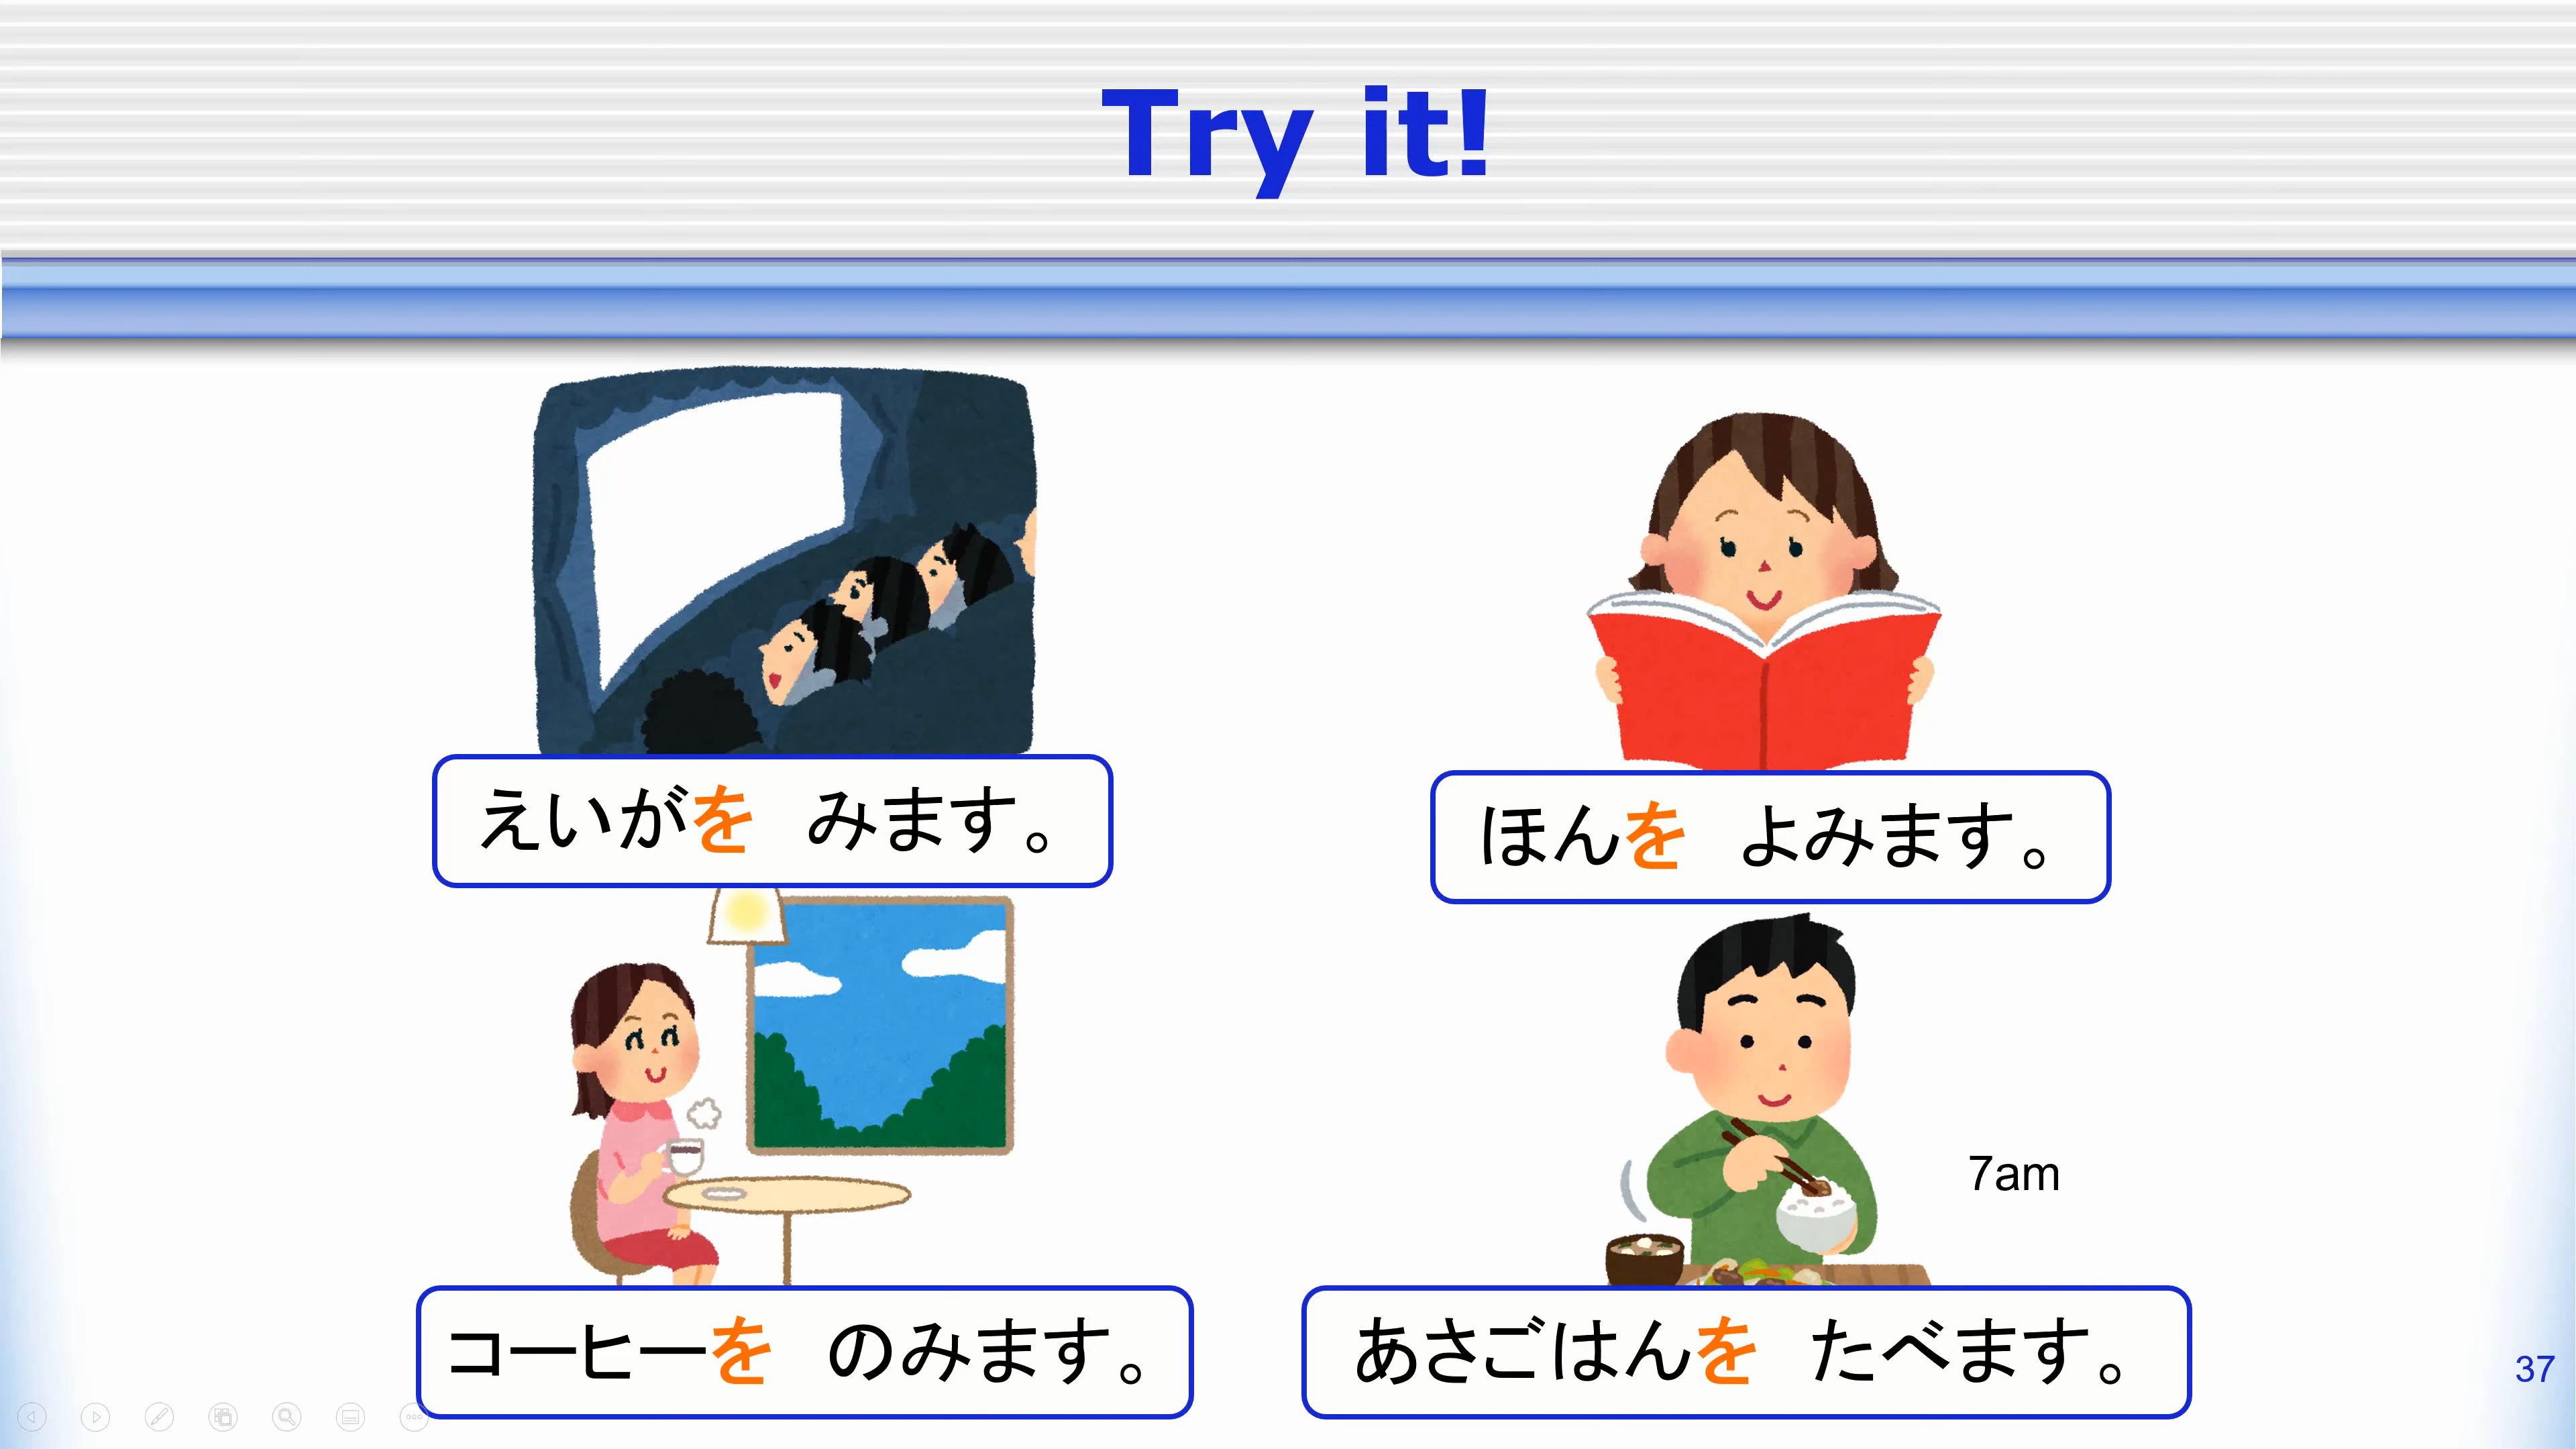 Try it!
えいがを　みます。
ほんを　よみます。
7am
コーヒーを　のみます。
あさごはんを　たべます。
37